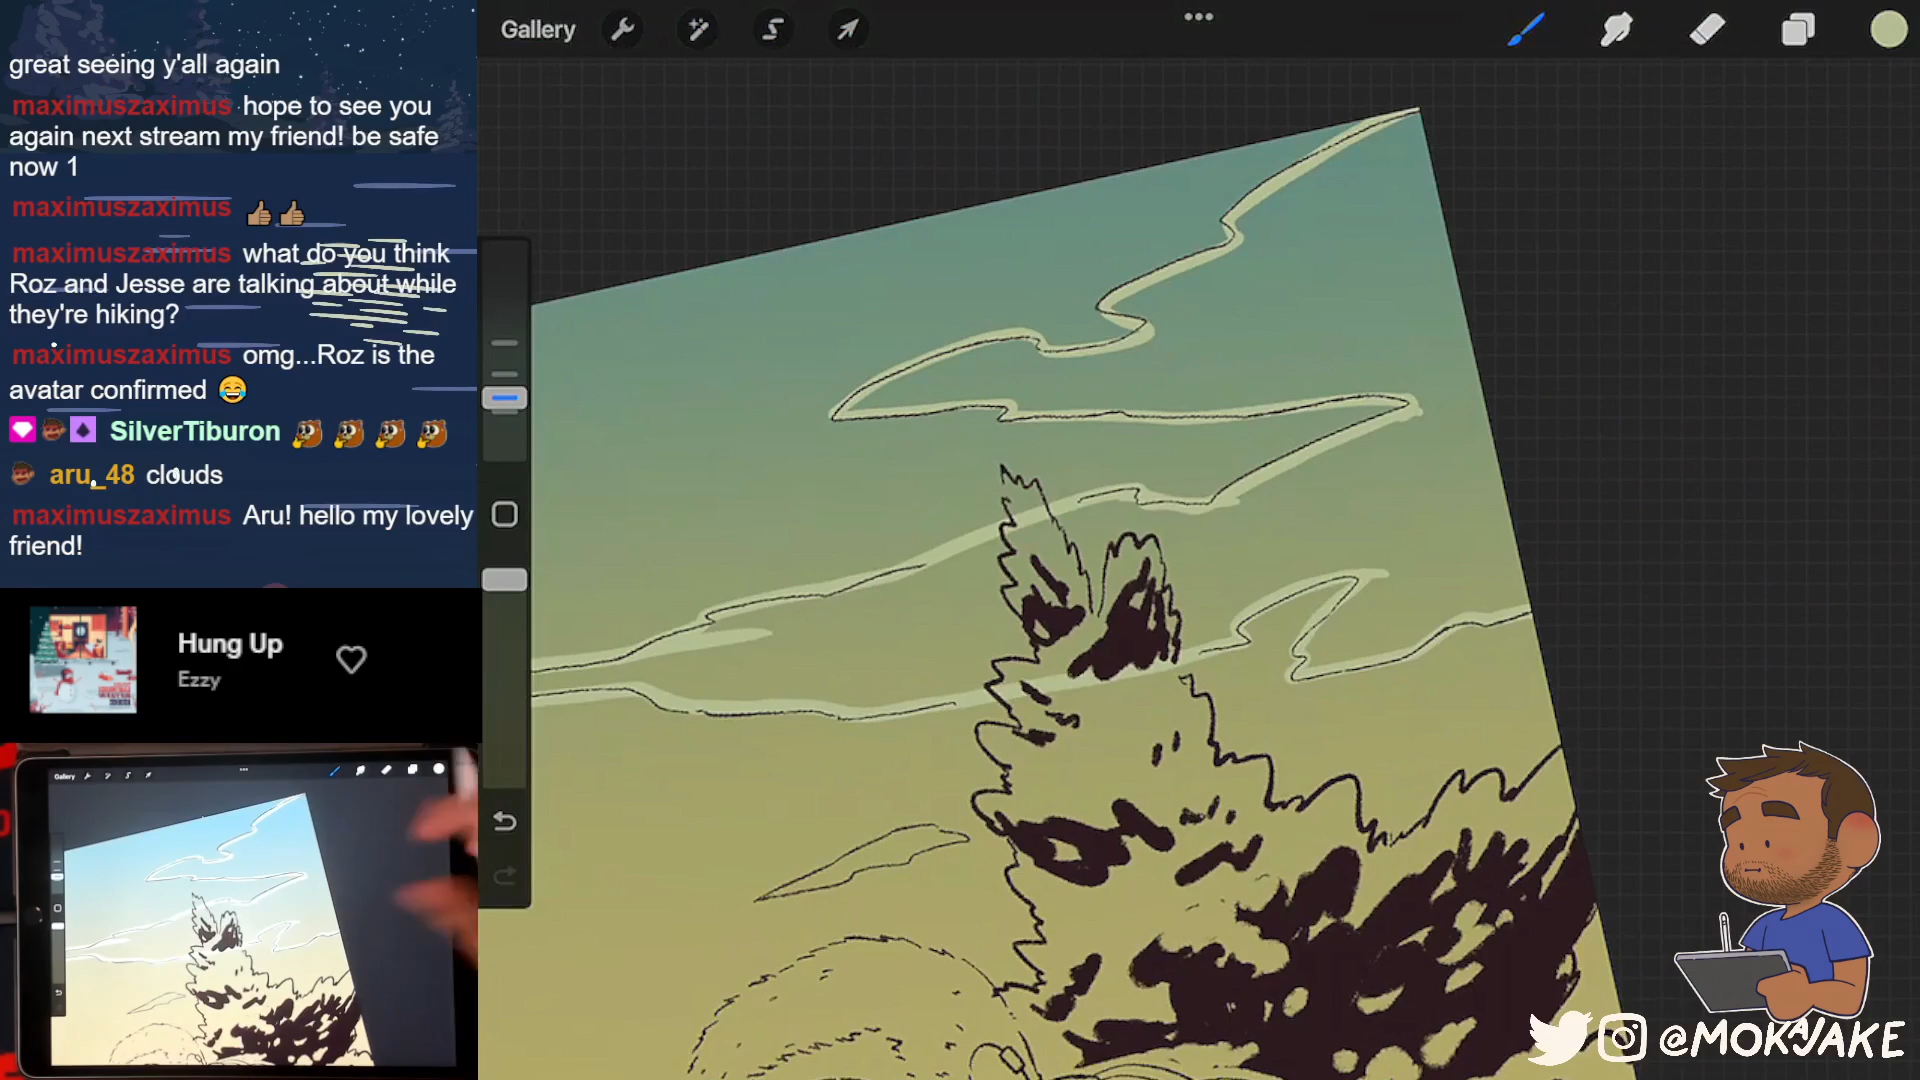 great seeing y'all again
maximuszaximus hope to see you
again next stream my friend! be safe
now 1
maximuszaximus 👍🏽👍🏽
maximuszaximus what do you think
Roz and Jesse are talking about while
they're hiking?
maximuszaximus omg...Roz is the
avatar confirmed 😂
SilverTiburon
aru_48 clouds
maximuszaximus Aru! hello my lovely
friend!
Hung Up
Ezzy
Gallery
Gallery
@MOKAJAKE